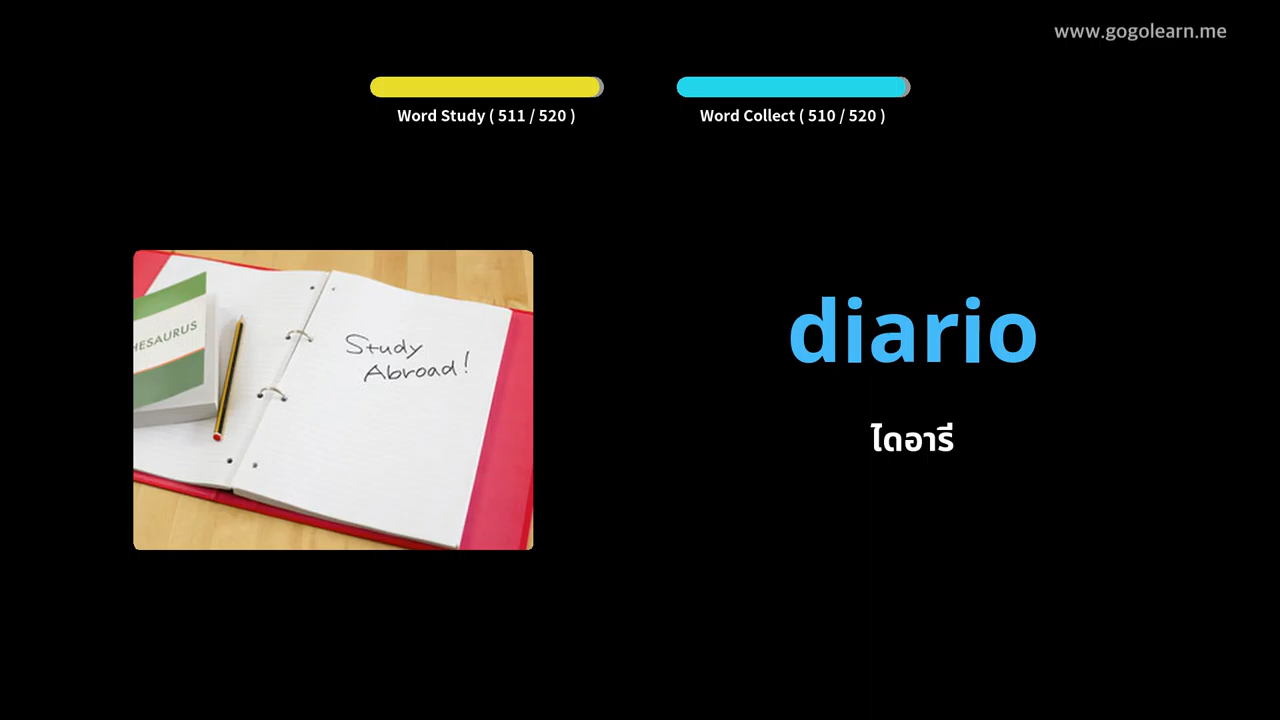 www.gogolearn.me
Word Study ( 511 / 520 )
Word Collect ( 510 / 520 )
HESAURUS
Study
Abroad!
diario
ไดอารี